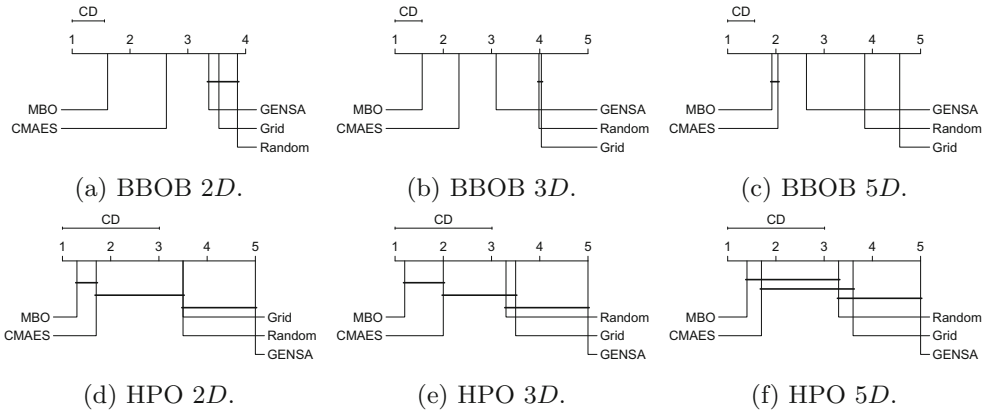 CD
1 2 3 4
MBO
CMAES
GENSA
Grid
Random
(a) BBOB 2D.
CD
1 2 3 4 5
MBO
CMAES
GENSA
Random
Grid
(b) BBOB 3D.
CD
1 2 3 4 5
MBO
CMAES
GENSA
Random
Grid
(c) BBOB 5D.
CD
1 2 3 4 5
MBO
CMAES
Grid
Random
GENSA
(d) HPO 2D.
CD
1 2 3 4 5
MBO
CMAES
Random
Grid
GENSA
(e) HPO 3D.
CD
1 2 3 4 5
MBO
CMAES
Random
Grid
GENSA
(f) HPO 5D.